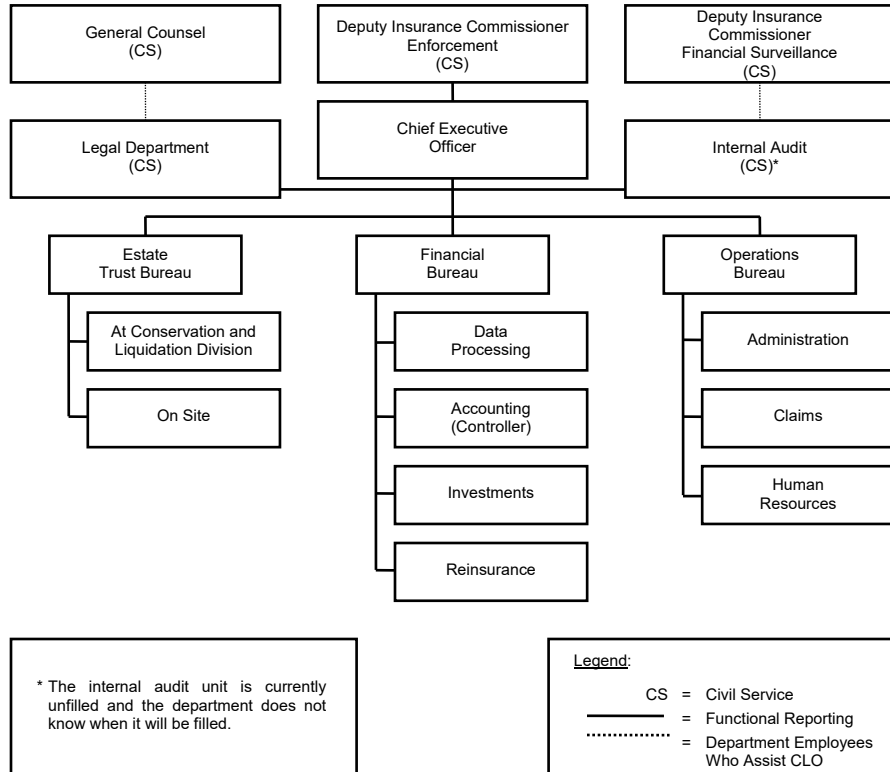 General Counsel
(CS)
Deputy Insurance Commissioner
Enforcement
(CS)
Deputy Insurance
Commissioner
Financial Surveillance
(CS)
Legal Department
(CS)
Chief Executive
Officer
Internal Audit
(CS)*
Estate
Trust Bureau
Financial
Bureau
Operations
Bureau
At Conservation and
Liquidation Division
On Site
Data
Processing
Accounting
(Controller)
Investments
Reinsurance
Administration
Claims
Human
Resources
* The internal audit unit is currently
unfilled and the department does not
know when it will be filled.
Legend:
CS = Civil Service
= Functional Reporting
= Department Employees
Who Assist CLO